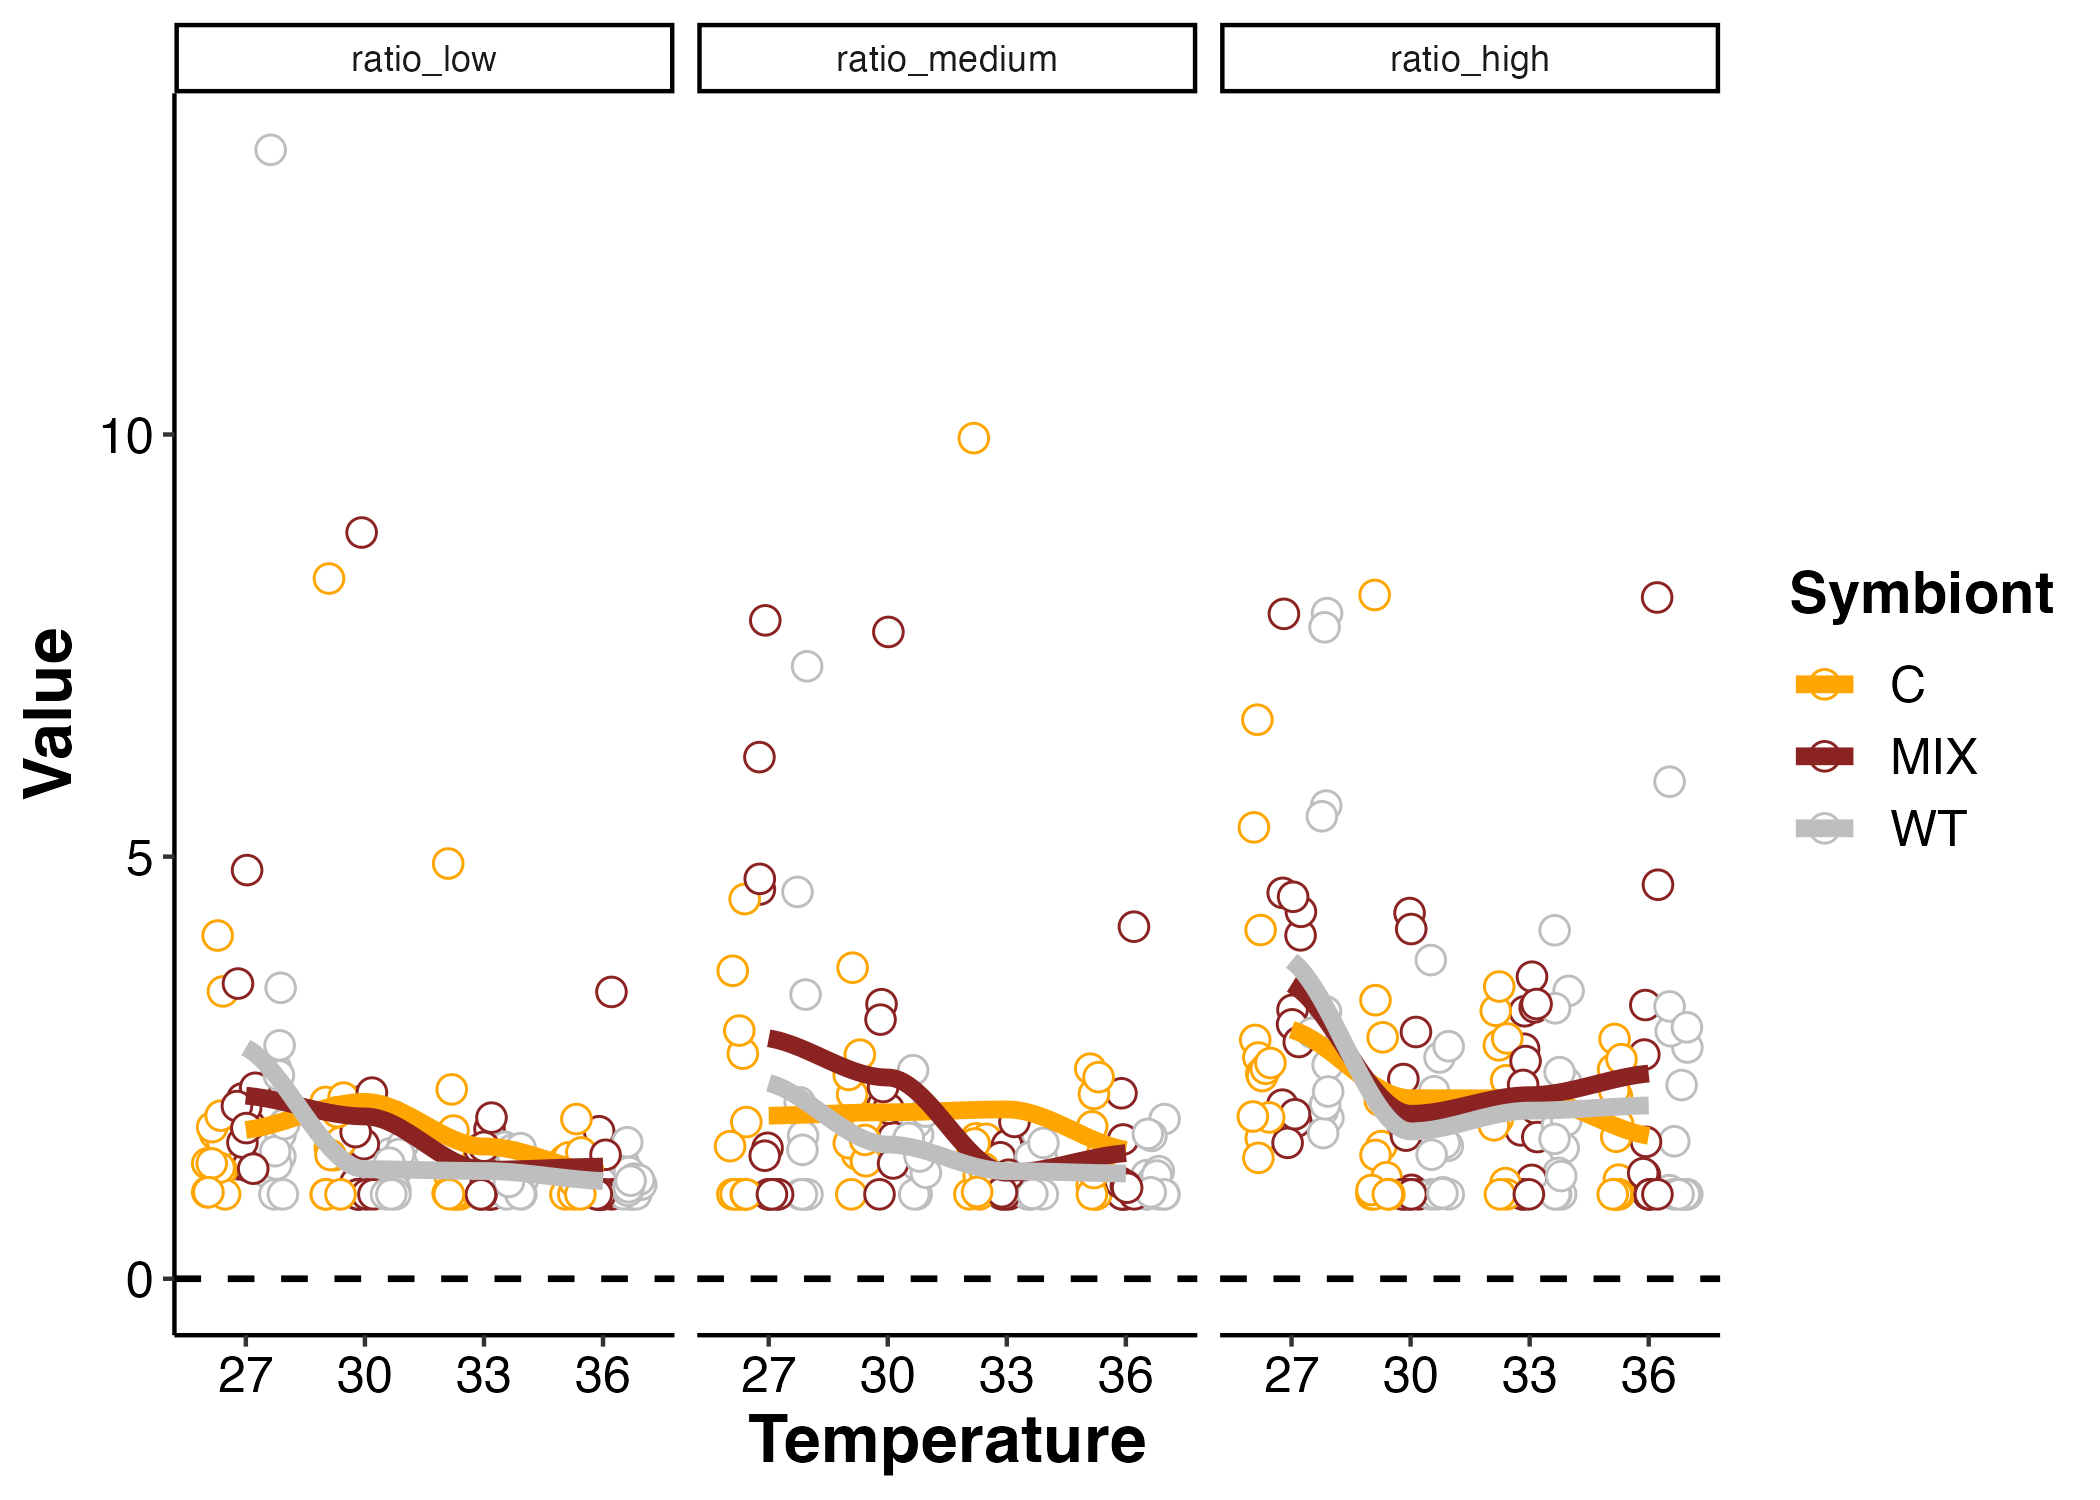 ratio_low ratio_medium ratio_high
10
5
0
Value
27 30 33 36 27 30 33 36 27 30 33 36
Temperature
Symbiont
C
MIX
WT